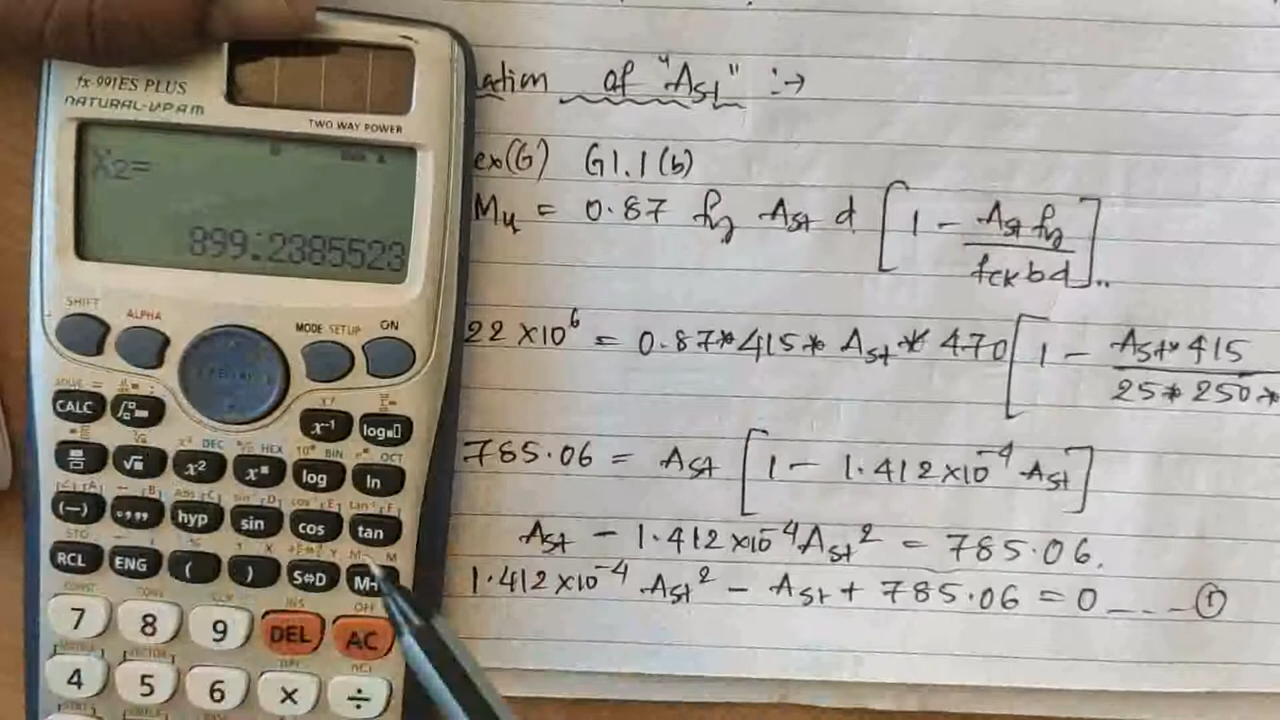 fx-991ES PLUS
NATURAL-V.P.A.M.
TWO WAY POWER
X2=
899.2385523
SHIFT
ALPHA
MODE SETUP
ON
CALC
x⁻¹
log
√
x²
log
ln
(-)
hyp
sin
cos
tan
RCL
ENG
(
)
S⇔D
M+
7
8
9
DEL
AC
4
5
6
×
÷
ation of "Ast" :→
ex(G) G1.1(b)
Mu = 0.87 fy Ast d [1 - Ast fy / fck bd]..
22 × 10⁶ = 0.87*415* Ast * 470 [1 - Ast*415 / 25*250*
785.06 = Ast [1 - 1.412×10⁻⁴ Ast]
Ast - 1.412×10⁻⁴ Ast² = 785.06.
1.412×10⁻⁴ Ast² - Ast + 785.06 = 0 ---- ①